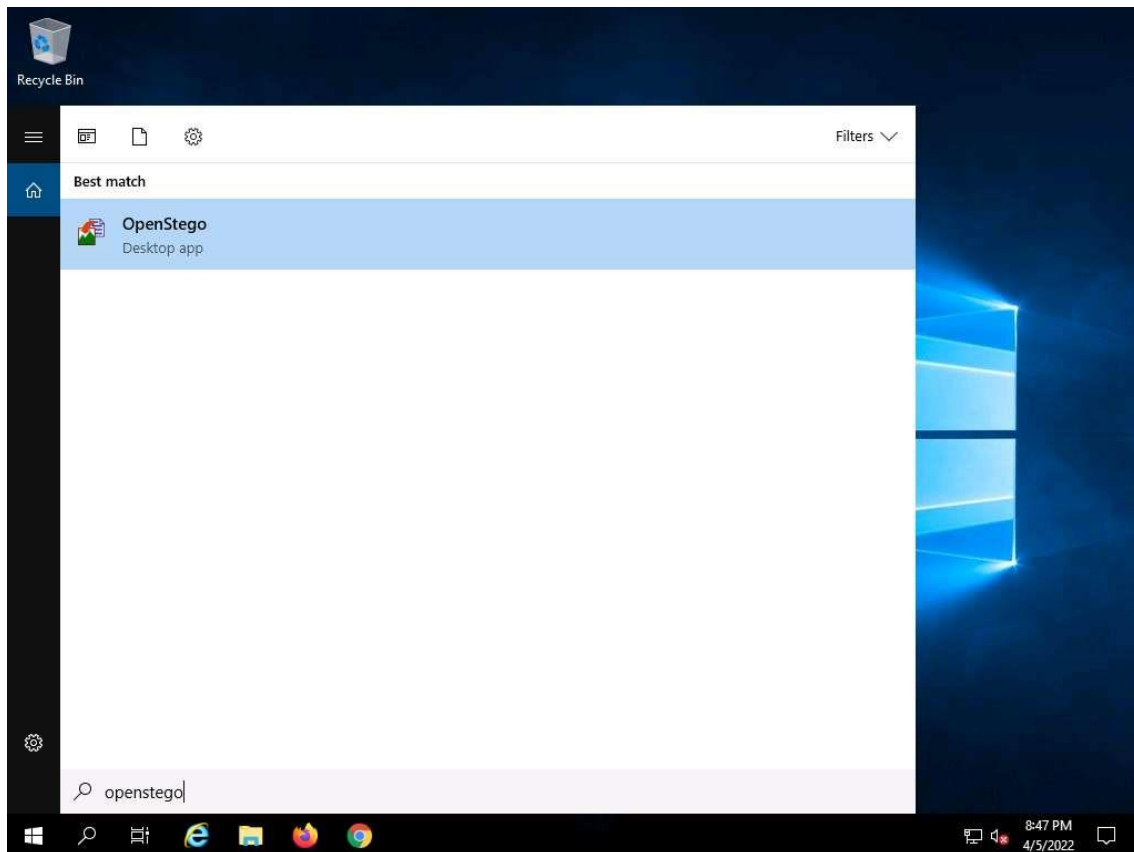 Recycle Bin
Filters
Best match
OpenStego
Desktop app
openstego
8:47 PM
4/5/2022